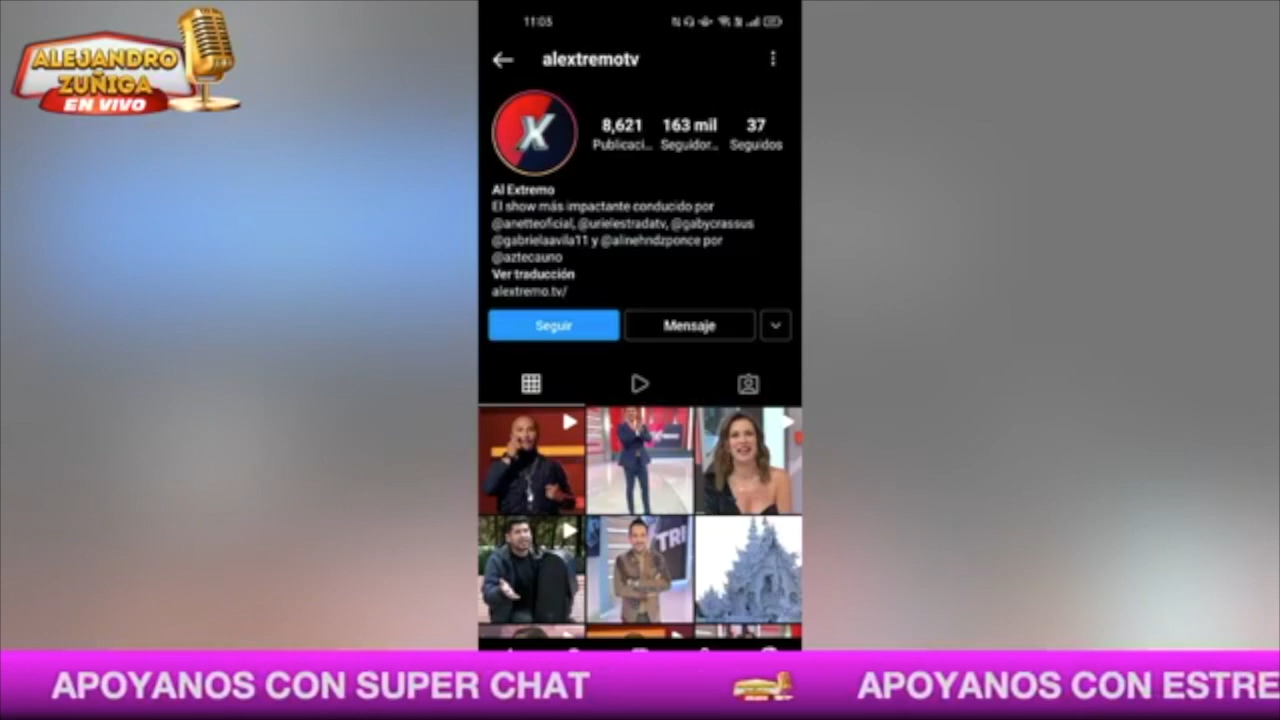 ALEJANDRO
ZUÑIGA
EN VIVO
11:03
alextremotv
X
8,621
163 mil
37
Publicaci...
Seguidor...
Seguidos
Al Extremo
El show más impactante conducido por
@anetteoficial, @urielestradatv, @gabycrassus
@gabrielaavila11 y @alinehndzponce por
@aztecauno
Ver traducción
alextremo.tv/
Seguir
Mensaje
TRI
APOYANOS CON SUPER CHAT
APOYANOS CON ESTRE